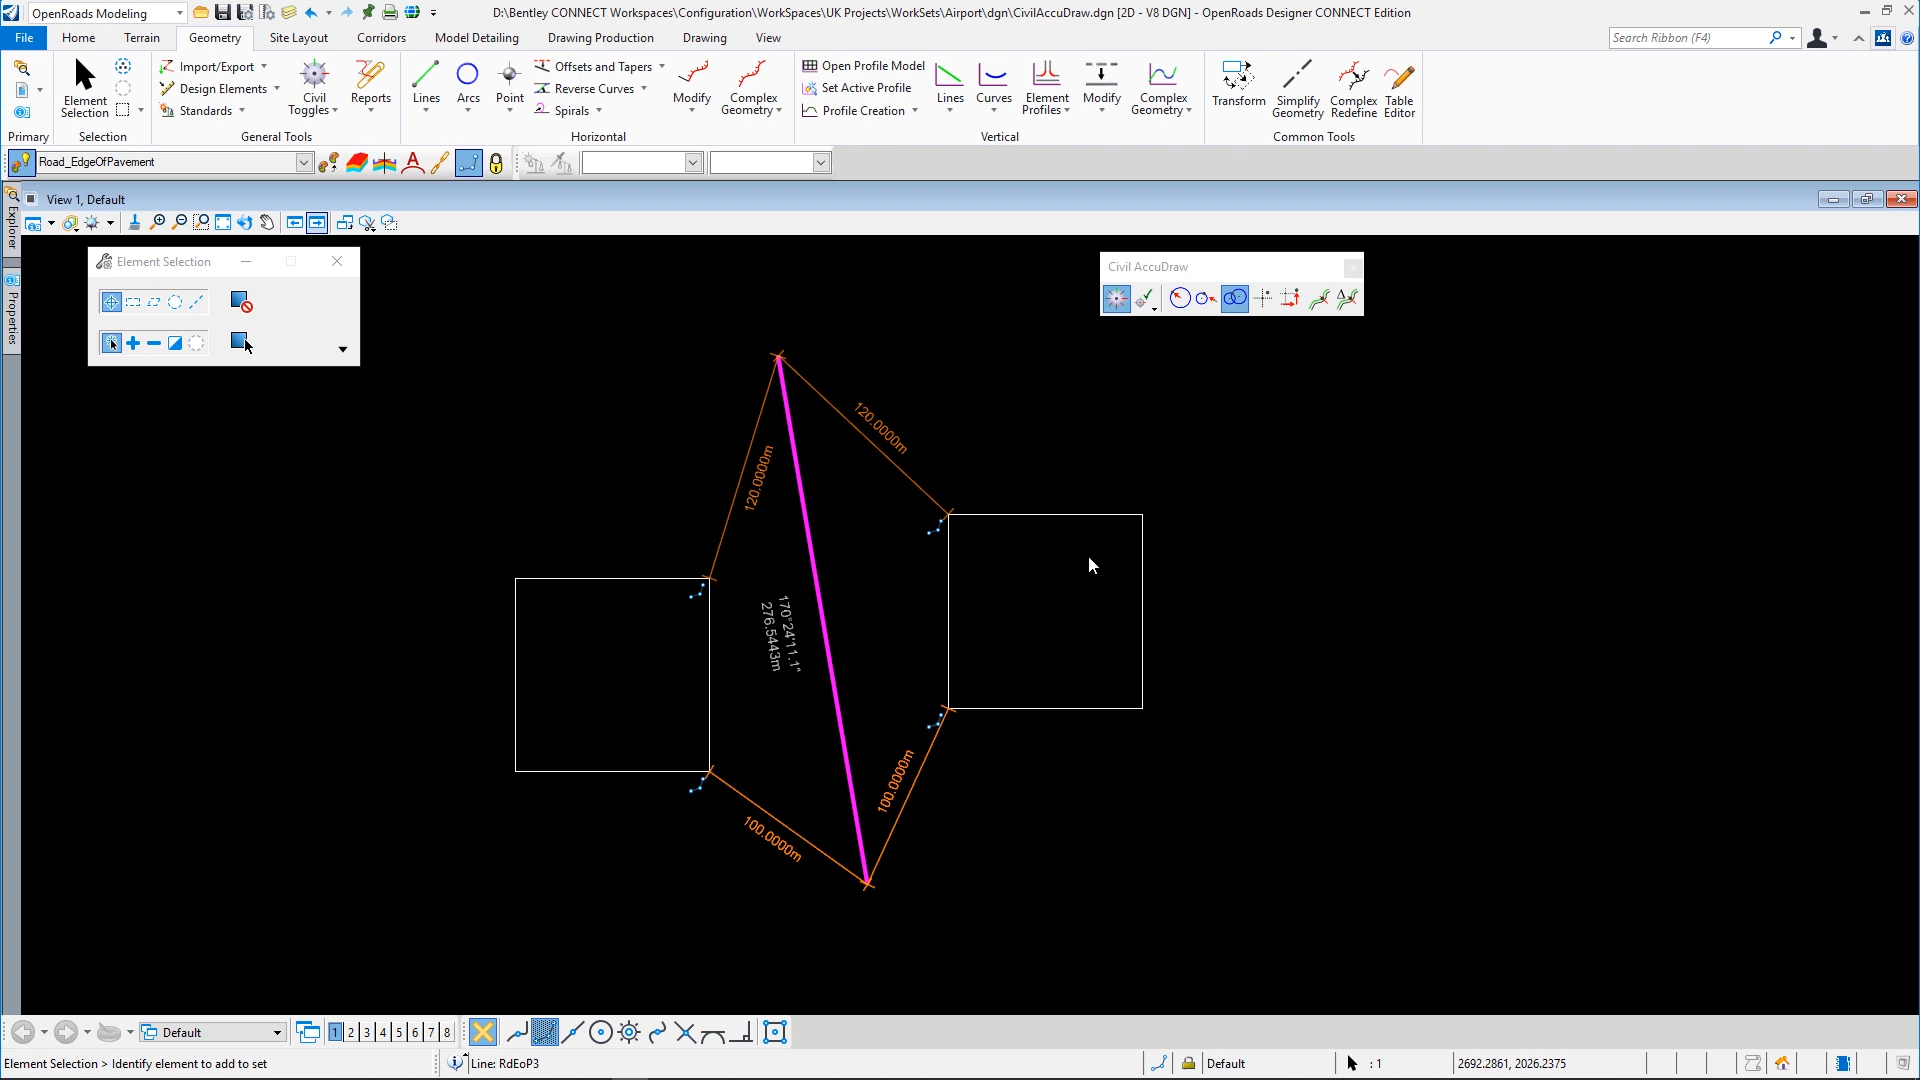 OpenRoads Modeling
D:\Bentley CONNECT Workspaces\Configuration\WorkSpaces\UK Projects\WorkSets\Airport\dgn\CivilAccuDraw.dgn [2D - V8 DGN] - OpenRoads Designer CONNECT Edition
File Home Terrain Geometry Site Layout Corridors Model Detailing Drawing Production Drawing View
Search Ribbon (F4)
Element Selection
Import/Export
Design Elements
Standards
Civil Toggles
Reports
Lines
Arcs
Point
Offsets and Tapers
Reverse Curves
Spirals
Modify
Complex Geometry
Open Profile Model
Set Active Profile
Profile Creation
Lines
Curves
Element Profiles
Modify
Complex Geometry
Transform
Simplify Geometry
Complex Redefine
Table Editor
Primary
Selection
General Tools
Horizontal
Vertical
Common Tools
Road_EdgeOfPavement
View 1, Default
Explorer
Properties
Element Selection
Civil AccuDraw
120.0000m
120.0000m
170°24'11.1"
276.5443m
100.0000m
100.0000m
Default
1 2 3 4 5 6 7 8
Element Selection > Identify element to add to set
Line: RdEoP3
Default
: 1
2692.2861, 2026.2375